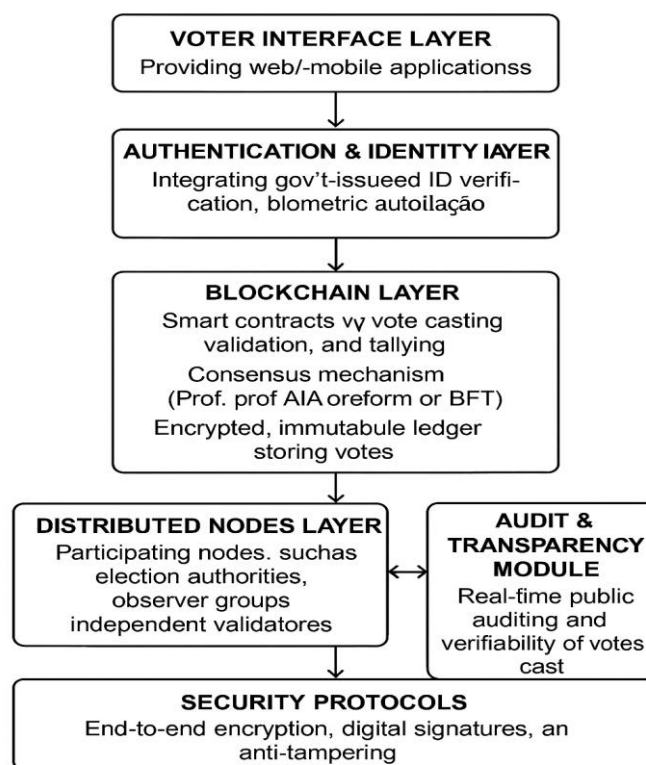 VOTER INTERFACE LAYER
Providing web/-mobile applicationss
AUTHENTICATION & IDENTITY IAYER
Integrating gov't-issueed ID verifi-
cation, blometric autoılação
BLOCKCHAIN LAYER
Smart contracts vγ vote casting
validation, and tallying
Consensus mechanism
(Prof. prof AIA oreform or BFT)
Encrypted, immutabule ledger
storing votes
DISTRIBUTED NODES LAYER
Participating nodes. suchas
election authorities,
observer groups
independent validatores
AUDIT &
TRANSPARENCY
MODULE
Real-time public
auditing and
verifiability of votes
cast
SECURITY PROTOCOLS
End-to-end encryption, digital signatures, an
anti-tampering